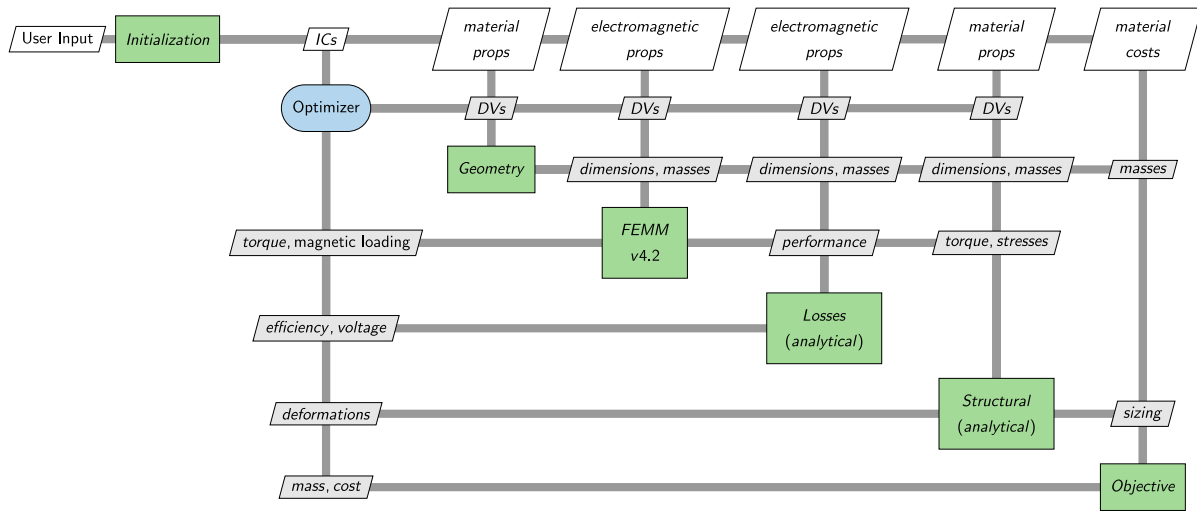 User Input
Initialization
ICs
material
props
electromagnetic
props
electromagnetic
props
material
props
material
costs
Optimizer
DVs
DVs
DVs
DVs
Geometry
dimensions, masses
dimensions, masses
dimensions, masses
masses
torque, magnetic loading
FEMM
v4.2
performance
torque, stresses
efficiency, voltage
Losses
(analytical)
deformations
Structural
(analytical)
sizing
mass, cost
Objective